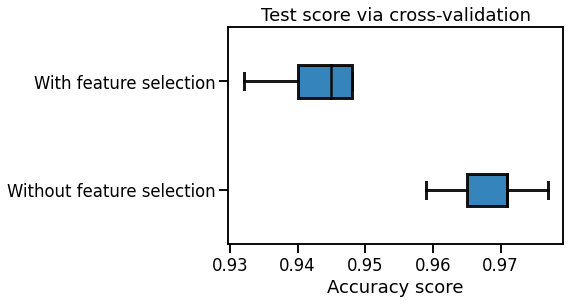 Test score via cross-validation
With feature selection
Without feature selection
0.93 0.94 0.95 0.96 0.97
Accuracy score